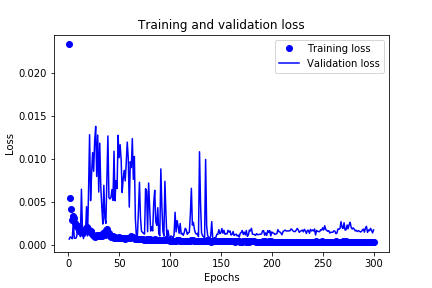 Training and validation loss
Training loss
Validation loss
0.020
0.015
0.010
0.005
0.000
Loss
0
50
100
150
200
250
300
Epochs